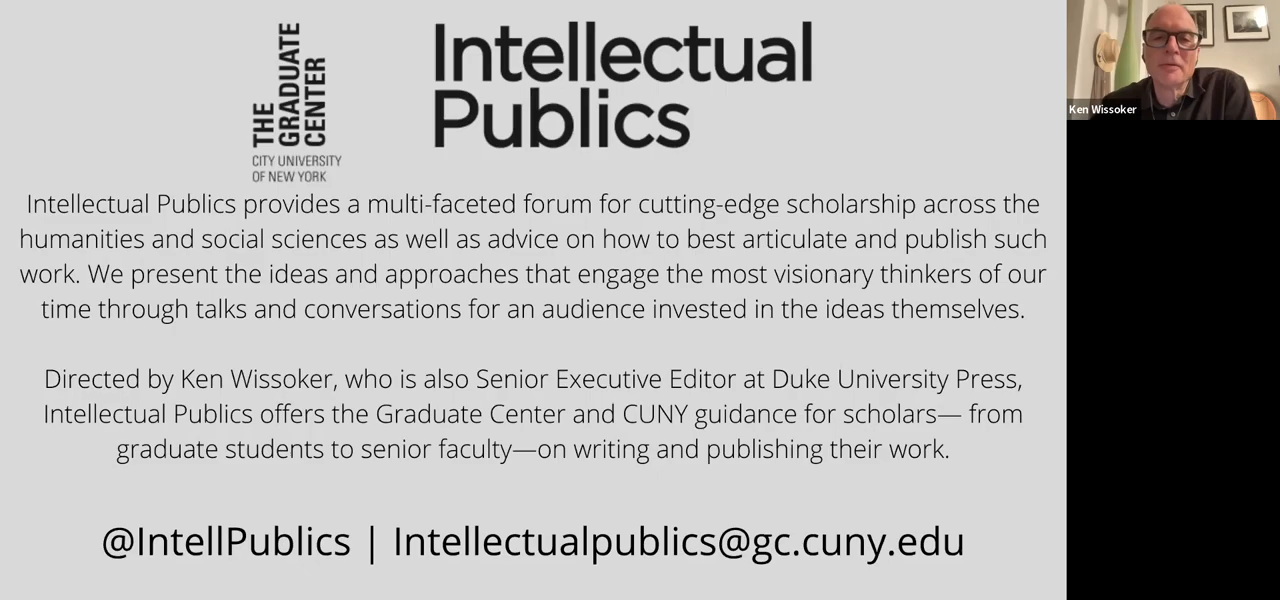 THE
GRADUATE
CENTER
CITY UNIVERSITY
OF NEW YORK
Intellectual
Publics
Intellectual Publics provides a multi-faceted forum for cutting-edge scholarship across the
humanities and social sciences as well as advice on how to best articulate and publish such
work. We present the ideas and approaches that engage the most visionary thinkers of our
time through talks and conversations for an audience invested in the ideas themselves.
Directed by Ken Wissoker, who is also Senior Executive Editor at Duke University Press,
Intellectual Publics offers the Graduate Center and CUNY guidance for scholars— from
graduate students to senior faculty—on writing and publishing their work.
@IntellPublics | Intellectualpublics@gc.cuny.edu
Ken Wissoker